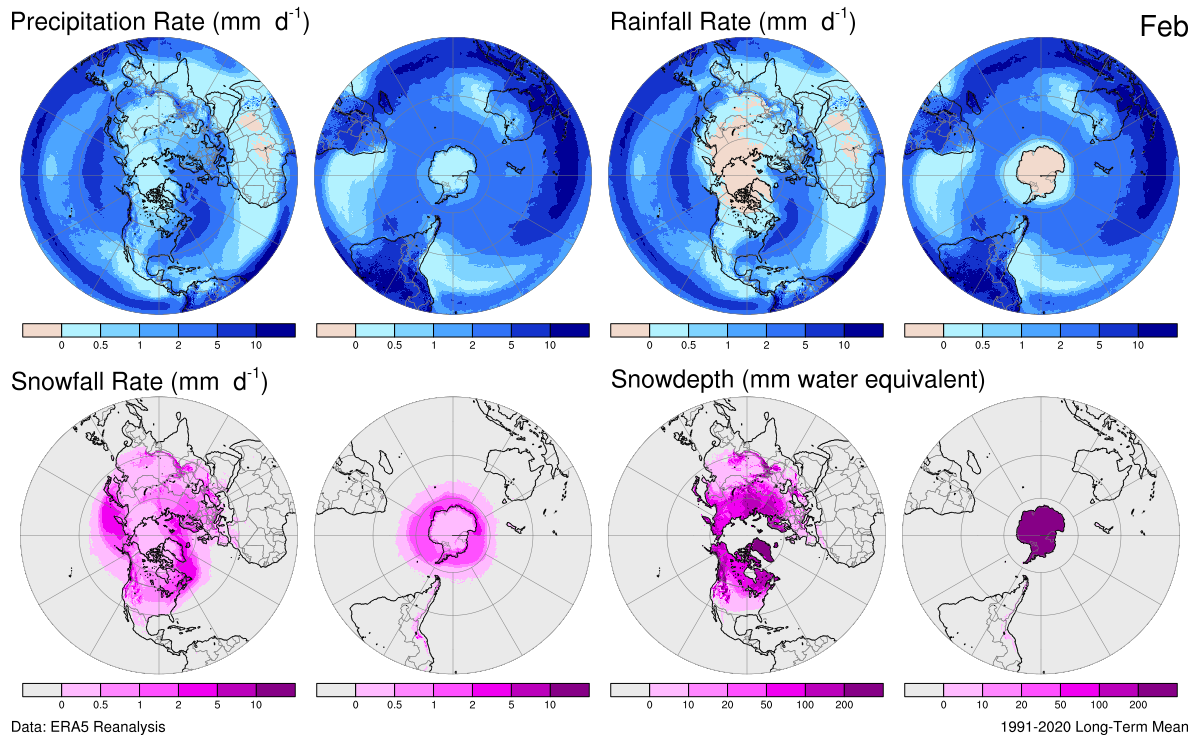 Precipitation Rate (mm d⁻¹)
Rainfall Rate (mm d⁻¹)
Feb
0 0.5 1 2 5 10
0 0.5 1 2 5 10
0 0.5 1 2 5 10
0 0.5 1 2 5 10
Snowfall Rate (mm d⁻¹)
Snowdepth (mm water equivalent)
0 0.5 1 2 5 10
0 0.5 1 2 5 10
0 10 20 50 100 200
0 10 20 50 100 200
Data: ERA5 Reanalysis
1991-2020 Long-Term Mean